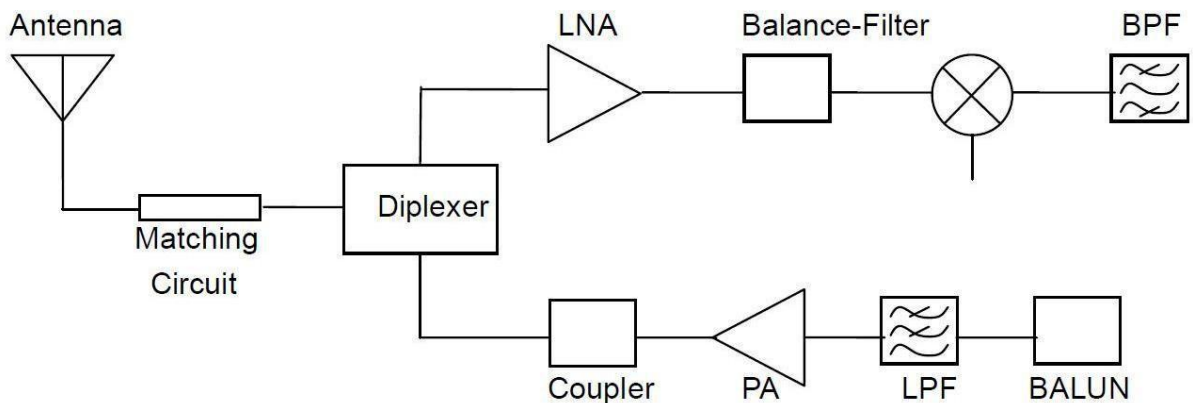 Antenna
LNA
Balance-Filter
BPF
Diplexer
Matching
Circuit
Coupler
PA
LPF
BALUN